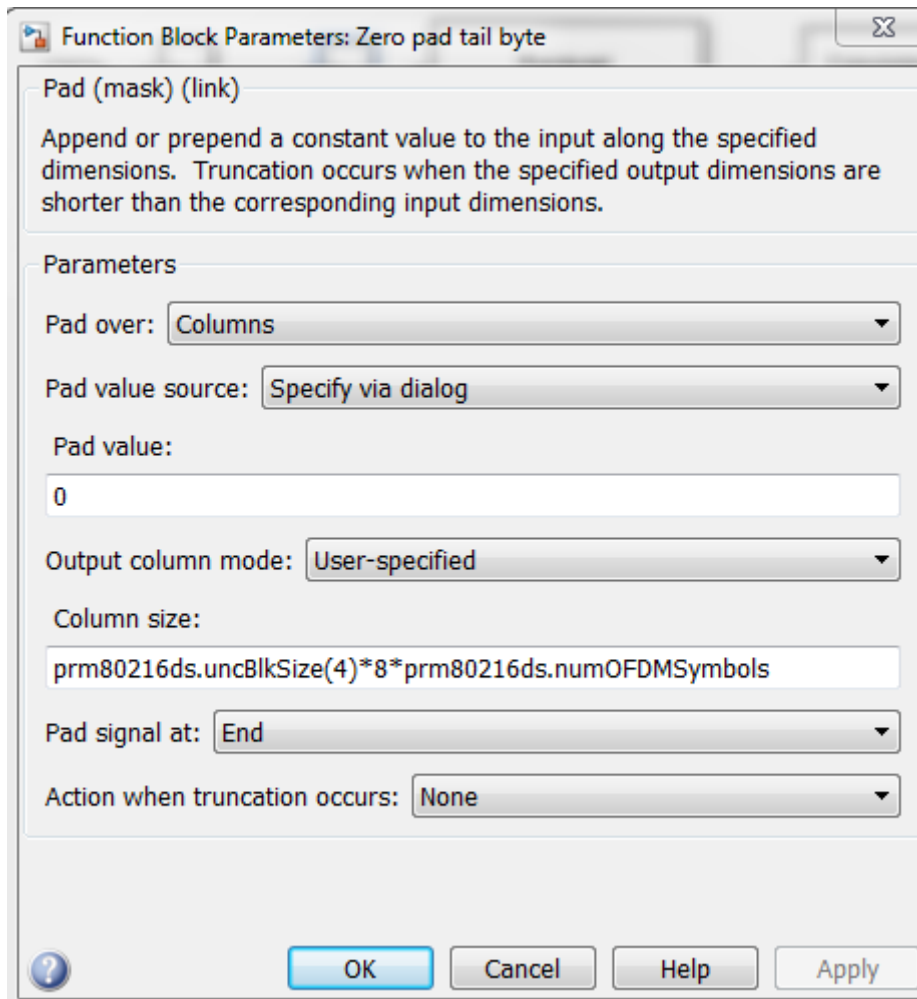 Function Block Parameters: Zero pad tail byte
Pad (mask) (link)
Append or prepend a constant value to the input along the specified
dimensions.  Truncation occurs when the specified output dimensions are
shorter than the corresponding input dimensions.
Parameters
Pad over: Columns
Pad value source: Specify via dialog
Pad value:
0
Output column mode: User-specified
Column size:
prm80216ds.uncBlkSize(4)*8*prm80216ds.numOFDMSymbols
Pad signal at: End
Action when truncation occurs: None
OK Cancel Help Apply